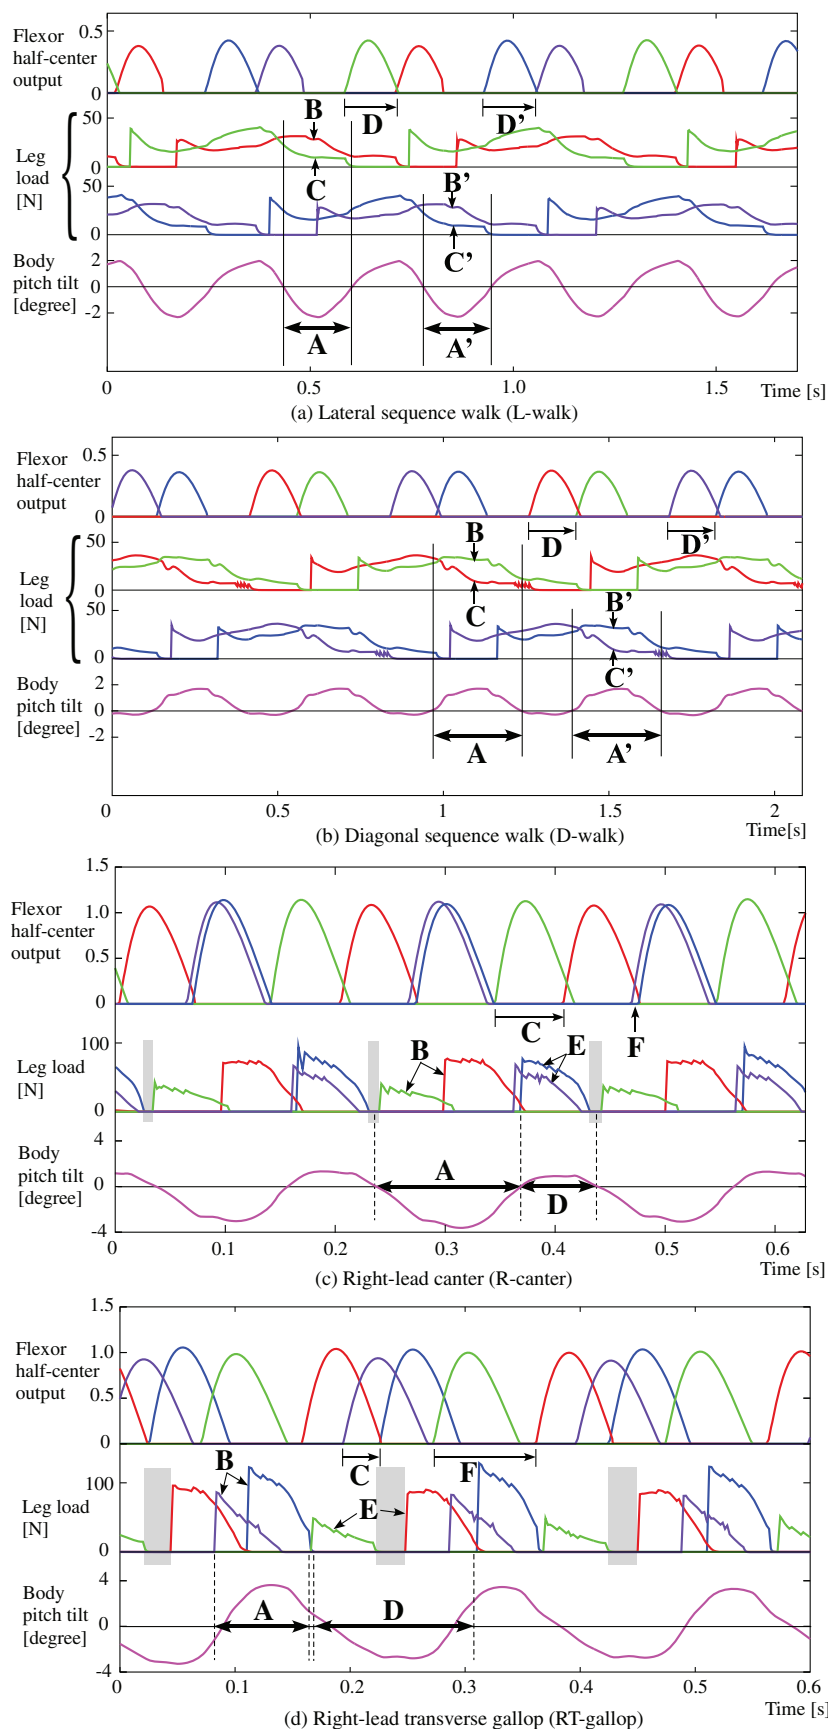 Flexor
half-center
output
0.5
0
B
D
D'
Leg
load
[N]
50
0
C
B'
50
0
C'
Body
pitch tilt
[degree]
2
0
-2
A
A'
0
0.5
1.0
1.5
Time [s]
(a) Lateral sequence walk (L-walk)
Flexor
half-center
output
0.5
0
B
D
D'
Leg
load
[N]
50
0
C
B'
50
0
C'
Body
pitch tilt
[degree]
2
0
-2
A
A'
0
0.5
1
1.5
2
Time[s]
(b) Diagonal sequence walk (D-walk)
Flexor
half-center
output
1.5
1.0
0.5
0
C
F
Leg load
[N]
100
0
B
E
Body
pitch tilt
[degree]
4
0
-4
A
D
0
0.1
0.2
0.3
0.4
0.5
0.6
Time [s]
(c) Right-lead canter (R-canter)
Flexor
half-center
output
1.5
1.0
0.5
0
B
C
F
Leg load
[N]
100
0
E
Body
pitch tilt
[degree]
4
0
-4
A
D
0
0.1
0.2
0.3
0.4
0.5
0.6
Time [s]
(d) Right-lead transverse gallop (RT-gallop)